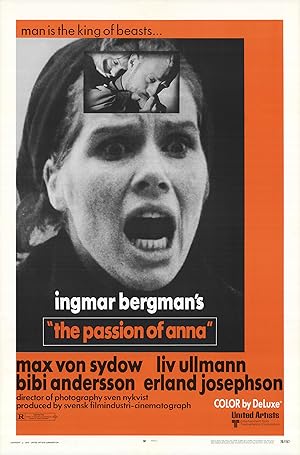 man is the king of beasts...
ingmar bergman's
"the passion of anna"
max von sydow liv ullmann
bibi andersson erland josephson
director of photography sven nykvist
produced by svensk filmindustri-cinematograph
COLOR by DeLuxe
United Artists
R